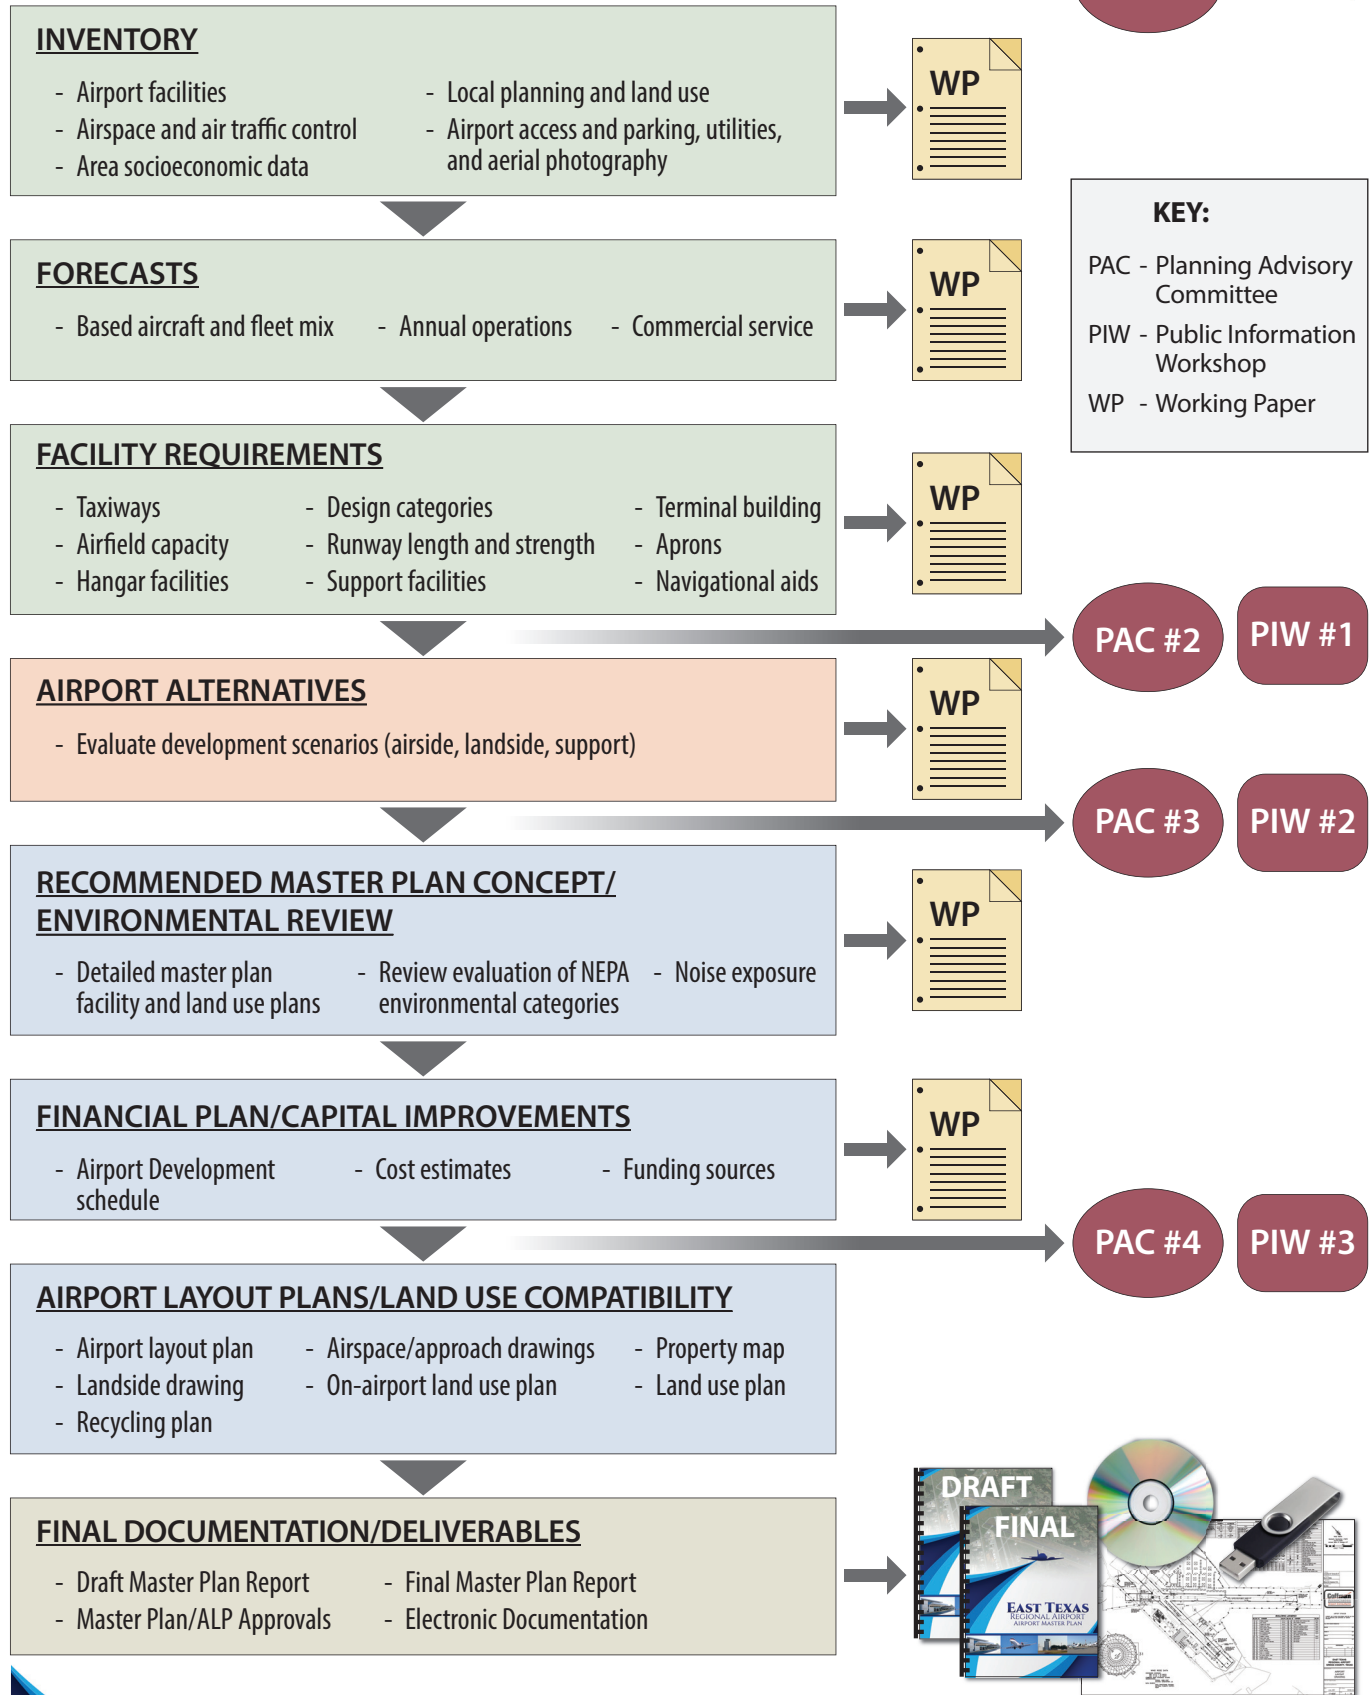 INVENTORY
- Airport facilities
- Airspace and air traffic control
- Area socioeconomic data
- Local planning and land use
- Airport access and parking, utilities,
and aerial photography
WP
KEY:
PAC - Planning Advisory
Committee
PIW - Public Information
Workshop
WP - Working Paper
FORECASTS
- Based aircraft and fleet mix
- Annual operations
- Commercial service
WP
FACILITY REQUIREMENTS
- Taxiways
- Airfield capacity
- Hangar facilities
- Design categories
- Runway length and strength
- Support facilities
- Terminal building
- Aprons
- Navigational aids
WP
PAC #2
PIW #1
AIRPORT ALTERNATIVES
- Evaluate development scenarios (airside, landside, support)
WP
PAC #3
PIW #2
RECOMMENDED MASTER PLAN CONCEPT/
ENVIRONMENTAL REVIEW
- Detailed master plan
facility and land use plans
- Review evaluation of NEPA
environmental categories
- Noise exposure
WP
FINANCIAL PLAN/CAPITAL IMPROVEMENTS
- Airport Development
schedule
- Cost estimates
- Funding sources
WP
PAC #4
PIW #3
AIRPORT LAYOUT PLANS/LAND USE COMPATIBILITY
- Airport layout plan
- Landside drawing
- Recycling plan
- Airspace/approach drawings
- On-airport land use plan
- Property map
- Land use plan
FINAL DOCUMENTATION/DELIVERABLES
- Draft Master Plan Report
- Master Plan/ALP Approvals
- Final Master Plan Report
- Electronic Documentation
DRAFT
FINAL
EAST TEXAS
REGIONAL AIRPORT
AIRPORT MASTER PLAN